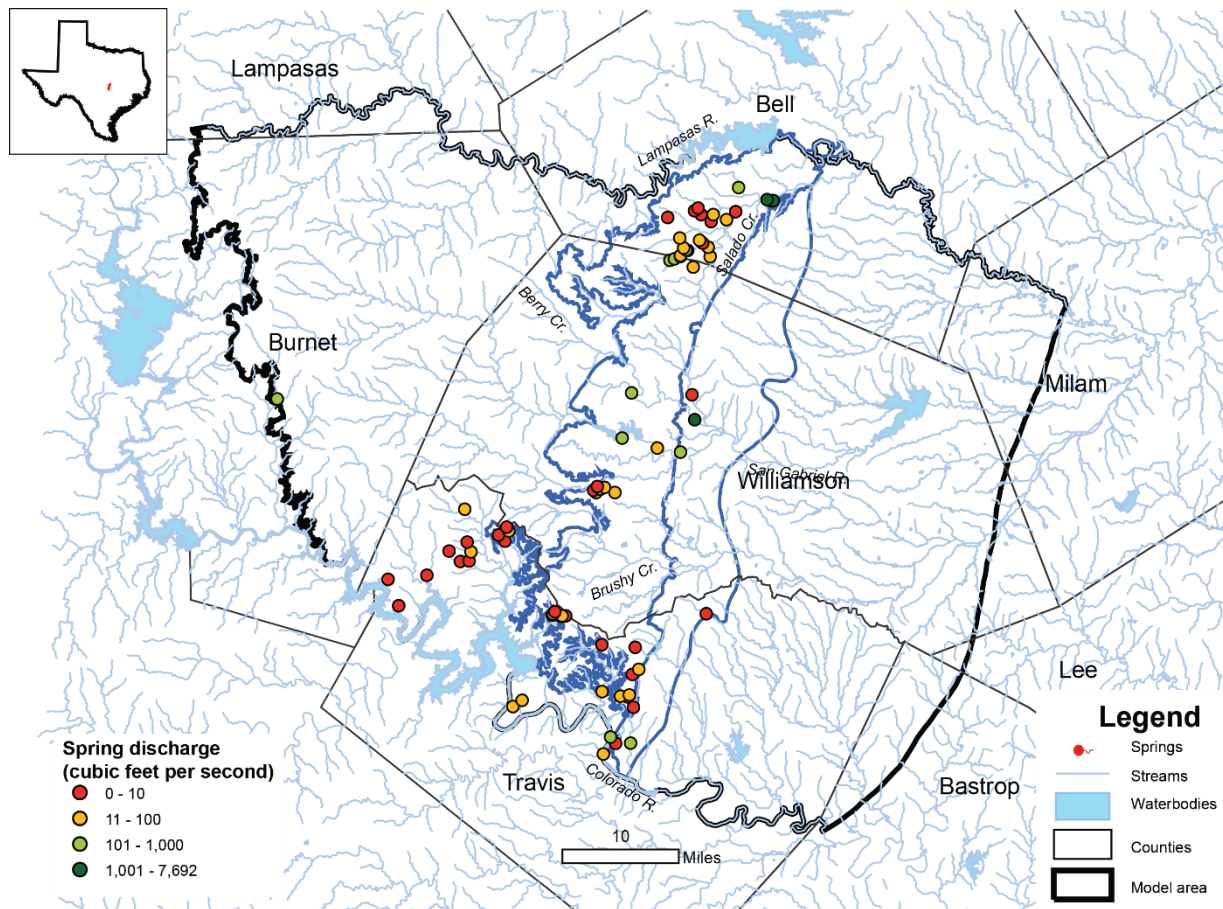 Lampasas
Bell
Lampasas R.
Salado Cr.
Berry Cr.
Burnet
Milam
San Gabriel R.
Williamson
Brushy Cr.
Lee
Travis
Colorado R.
Bastrop
10
Miles
Spring discharge
(cubic feet per second)
0 - 10
11 - 100
101 - 1,000
1,001 - 7,692
Legend
Springs
Streams
Waterbodies
Counties
Model area